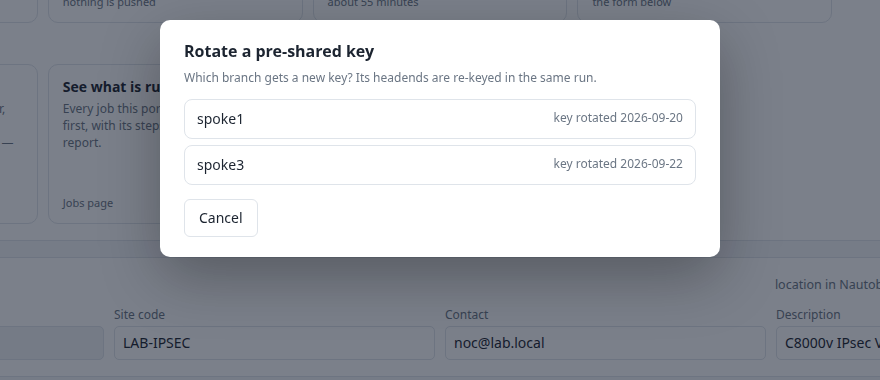 nothing is pushed
about 55 minutes
the form below
Rotate a pre-shared key
Which branch gets a new key? Its headends are re-keyed in the same run.
spoke1
key rotated 2026-09-20
spoke3
key rotated 2026-09-22
Cancel
See what is ru
Every job this por
first, with its step
report.
Jobs page
location in Nautob
Site code
Contact
Description
LAB-IPSEC
noc@lab.local
C8000v IPsec V